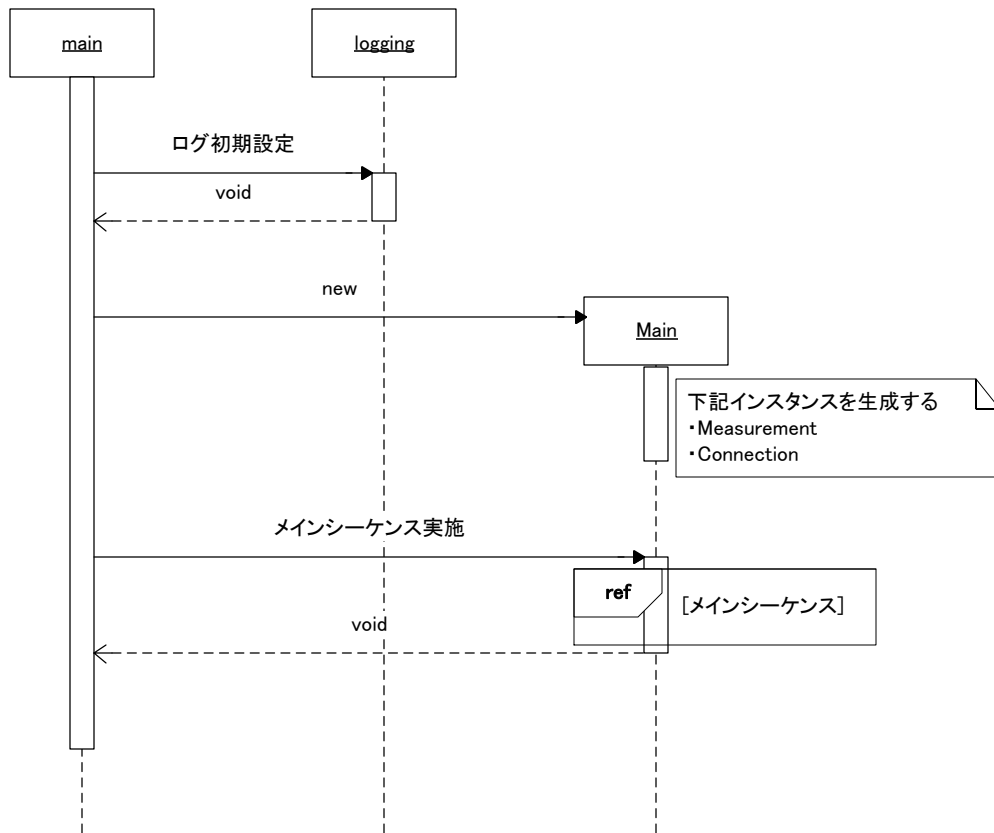 main
logging
ログ初期設定
void
new
Main
下記インスタンスを生成する
・Measurement
・Connection
メインシーケンス実施
ref
[メインシーケンス]
void